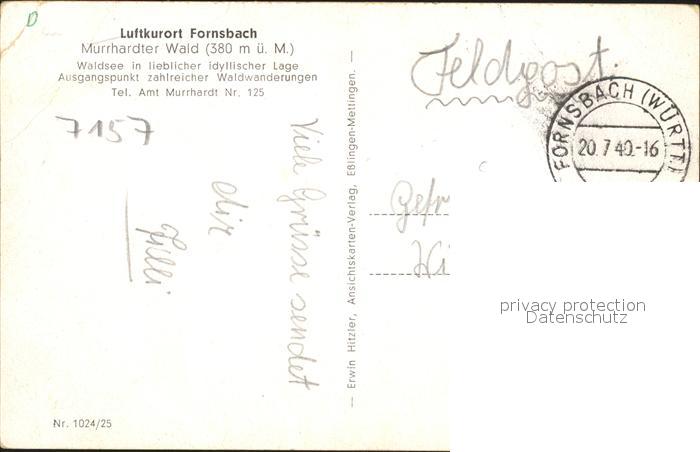 D
Luftkurort Fornsbach
Murrhardter Wald (380 m ü. M.)
Waldsee in lieblicher idyllischer Lage
Ausgangspunkt zahlreicher Waldwanderungen
Tel. Amt Murrhardt Nr. 125
7157
Viele Grüsse sendet
dir
Zilli
Nr. 1024/25
— Erwin Hitzler, Ansichtskarten-Verlag, Eßlingen-Mettingen. —
Feldpost.
FORNSBACH (WÜRTT.)
20.7.40.-16
Gefr
privacy protection
Datenschutz